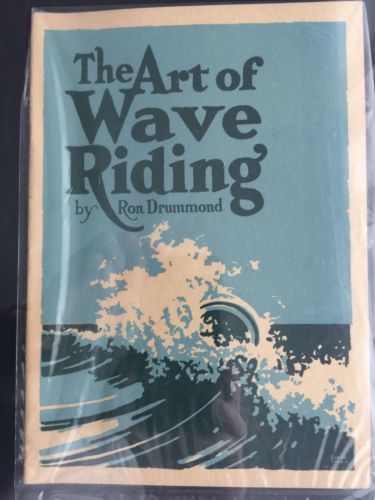 The Art of
Wave
Riding
by Ron Drummond